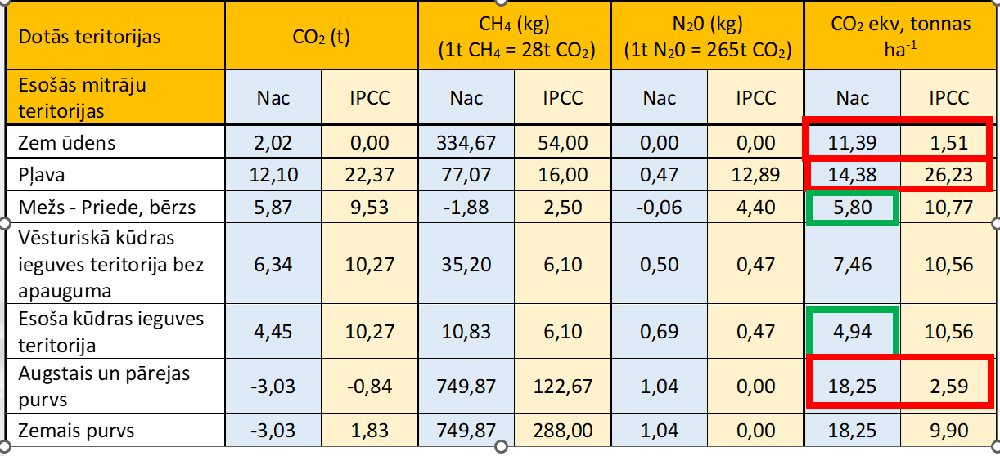 Dotās teritorijas CO₂ (t) CH₄ (kg) (1t CH₄ = 28t CO₂) N₂0 (kg) (1t N₂0 = 265t CO₂) CO₂ ekv, tonnas ha⁻¹
Esošās mitrāju teritorijas Nac IPCC Nac IPCC Nac IPCC Nac IPCC
Zem ūdens 2,02 0,00 334,67 54,00 0,00 0,00 11,39 1,51
Pļava 12,10 22,37 77,07 16,00 0,47 12,89 14,38 26,23
Mežs - Priede, bērzs 5,87 9,53 -1,88 2,50 -0,06 4,40 5,80 10,77
Vēsturiskā kūdras ieguves teritorija bez apauguma 6,34 10,27 35,20 6,10 0,50 0,47 7,46 10,56
Esoša kūdras ieguves teritorija 4,45 10,27 10,83 6,10 0,69 0,47 4,94 10,56
Augstais un pārejas purvs -3,03 -0,84 749,87 122,67 1,04 0,00 18,25 2,59
Zemais purvs -3,03 1,83 749,87 288,00 1,04 0,00 18,25 9,90